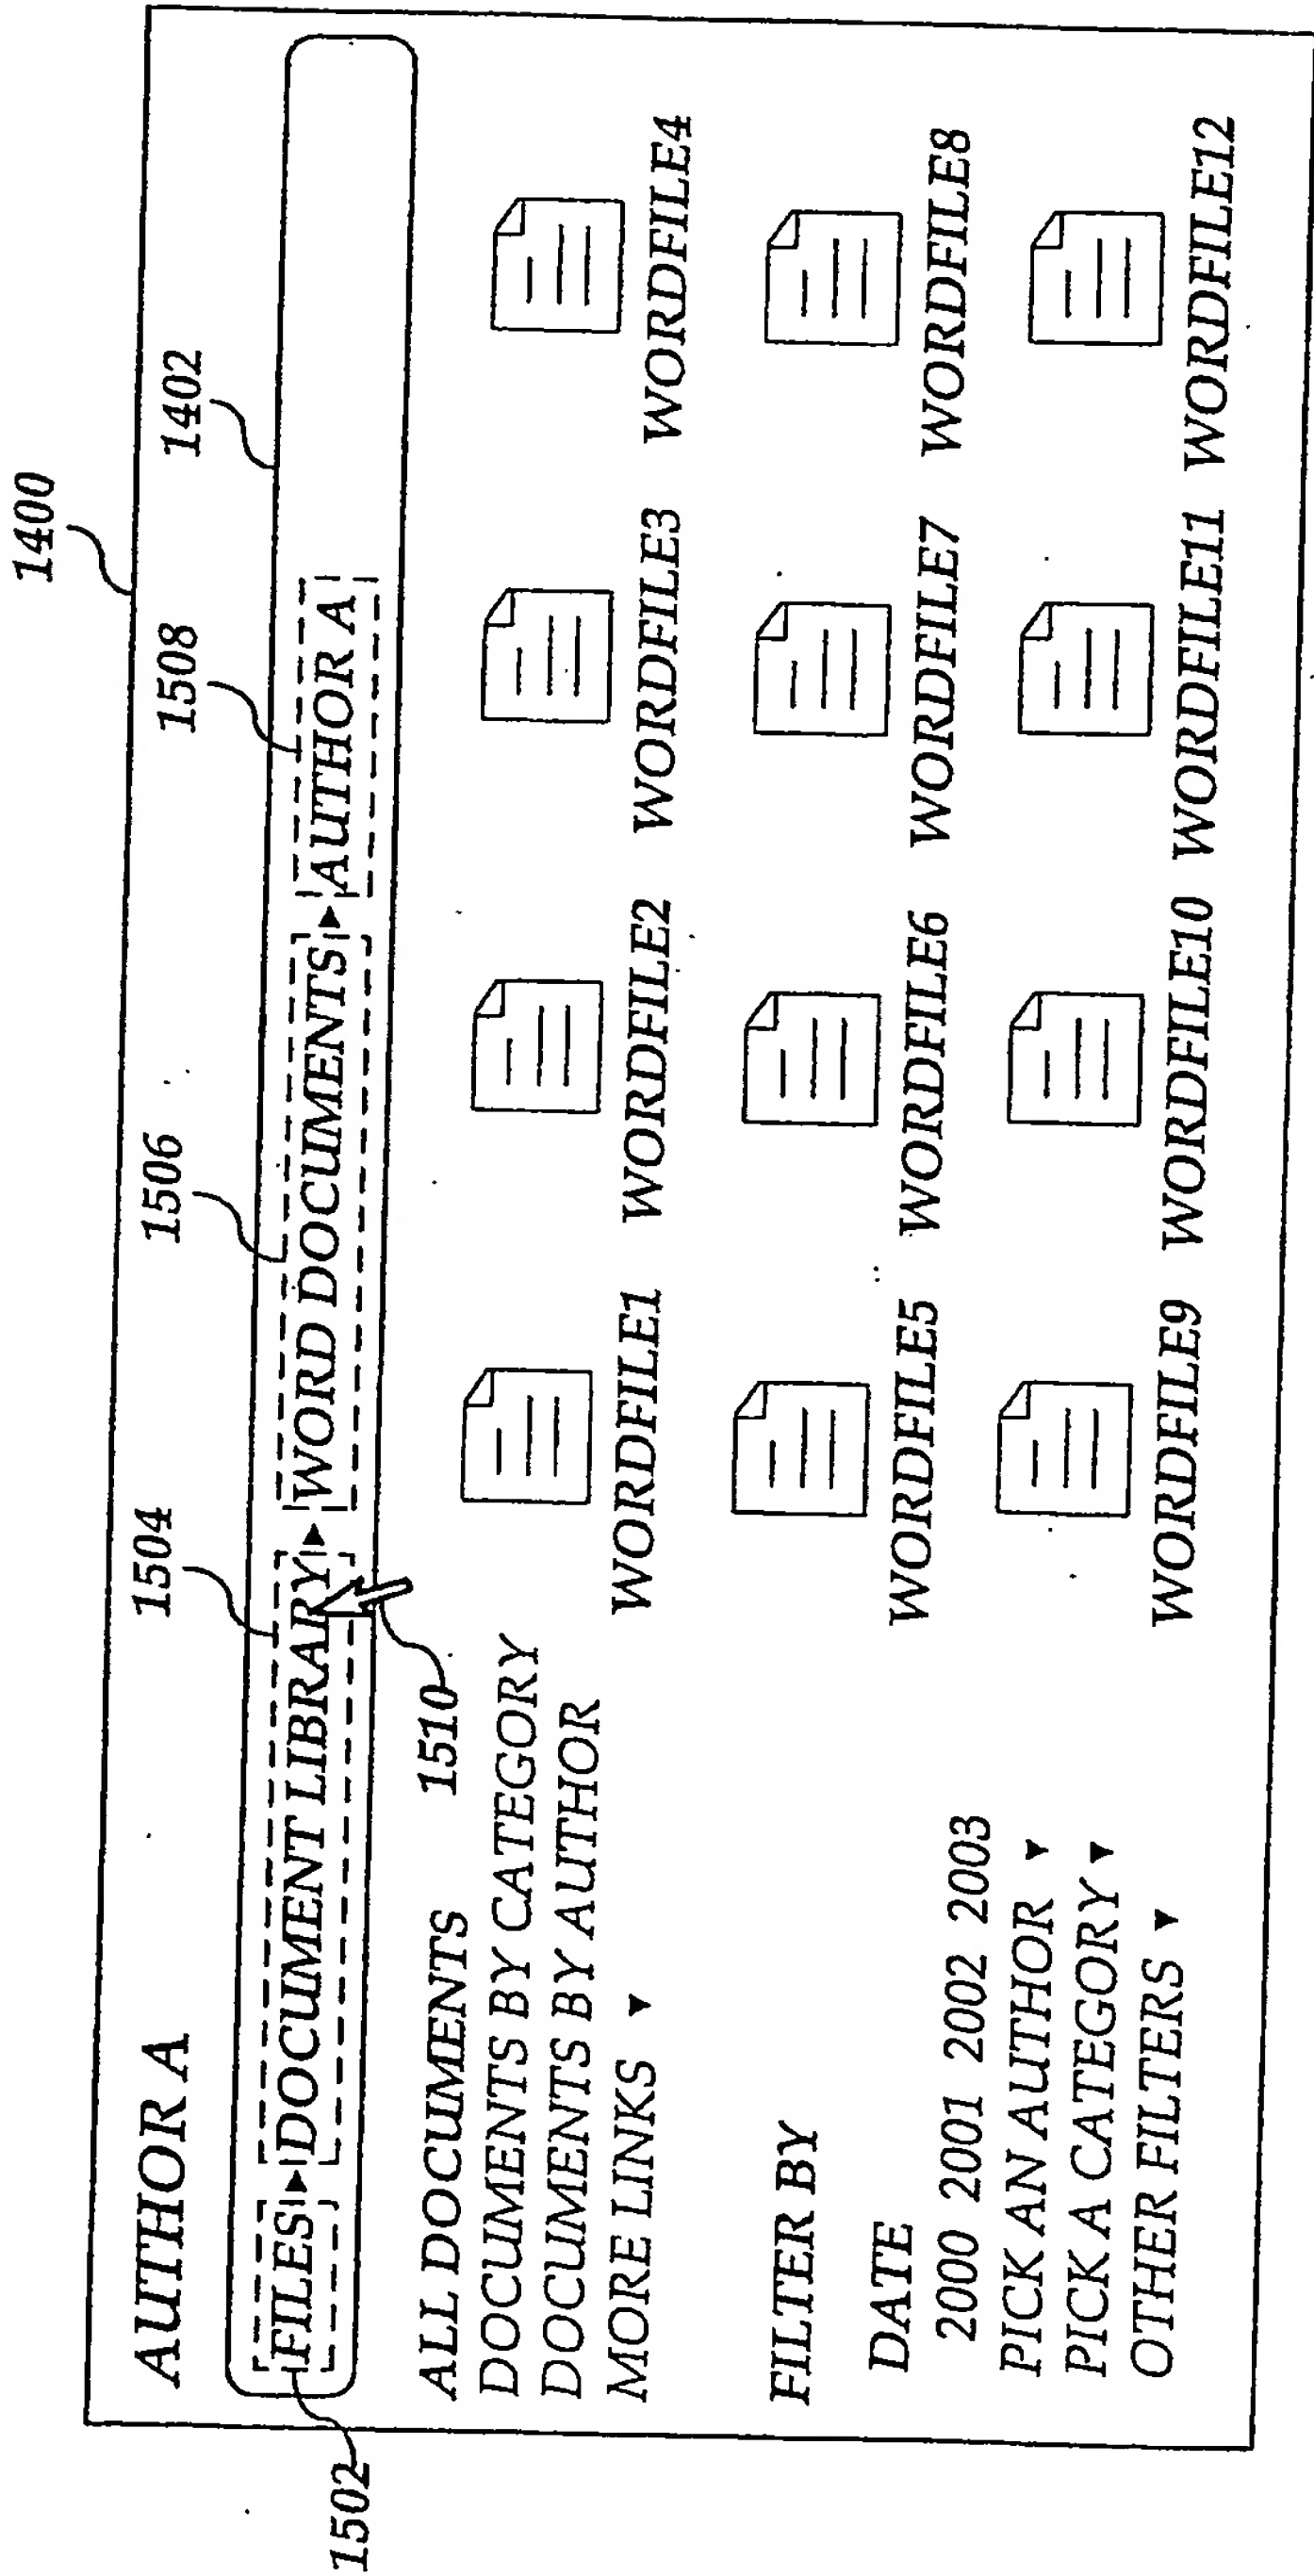 1400
AUTHOR A
1504 1506 1508 1402
1502
FILES ▸ DOCUMENT LIBRARY ▸ WORD DOCUMENTS ▸ AUTHOR A
1510
ALL DOCUMENTS
DOCUMENTS BY CATEGORY
DOCUMENTS BY AUTHOR
MORE LINKS ▾
WORDFILE1 WORDFILE2 WORDFILE3 WORDFILE4
FILTER BY
DATE
2000 2001 2002 2003
PICK AN AUTHOR ▾
PICK A CATEGORY ▾
OTHER FILTERS ▾
WORDFILE5 WORDFILE6 WORDFILE7 WORDFILE8
WORDFILE9 WORDFILE10 WORDFILE11 WORDFILE12